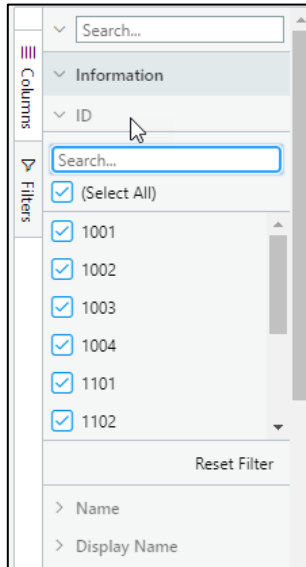 Search...
Columns
Information
ID
Search...
(Select All)
Filters
1001
1002
1003
1004
1101
1102
Reset Filter
Name
Display Name